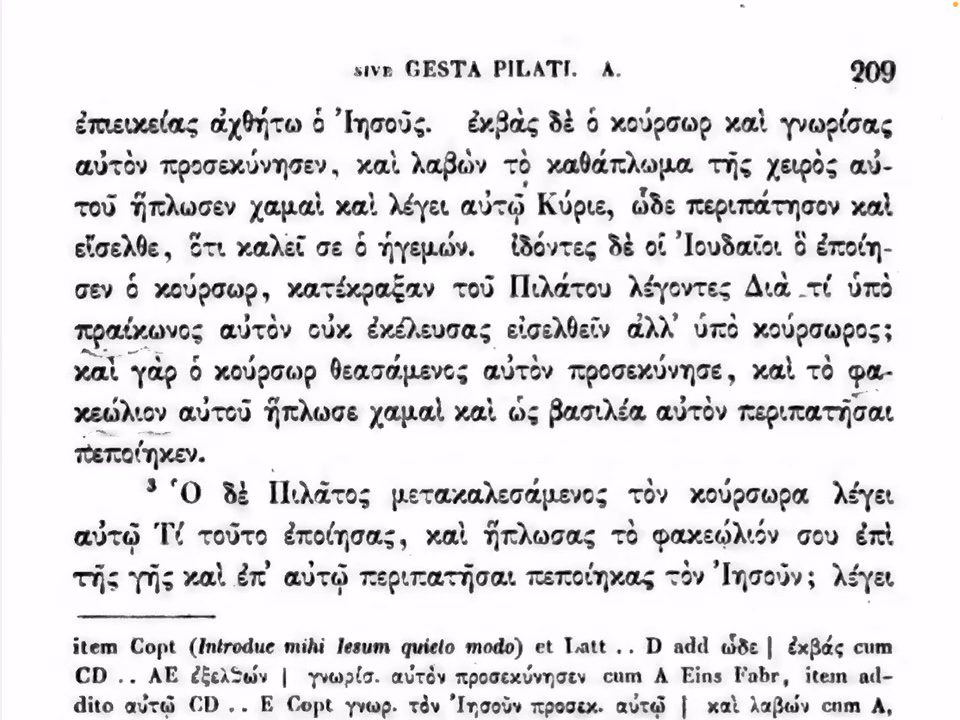 SIVE GESTA PILATI. A. 209
ἐπιεικείας ἀχθήτω ὁ Ἰησοῦς. ἐκβὰς δὲ ὁ κούρσωρ καὶ γνωρίσας
αὐτὸν προσεκύνησεν, καὶ λαβὼν τὸ καθάπλωμα τῆς χειρὸς αὐ-
τοῦ ἥπλωσεν χαμαὶ καὶ λέγει αὐτῷ Κύριε, ὧδε περιπάτησον καὶ
εἴσελθε, ὅτι καλεῖ σε ὁ ἡγεμών. ἰδόντες δὲ οἱ Ἰουδαῖοι ὃ ἐποίη-
σεν ὁ κούρσωρ, κατέκραξαν τοῦ Πιλάτου λέγοντες Διὰ τί ὑπὸ
πραίκωνος αὐτὸν οὐκ ἐκέλευσας εἰσελθεῖν ἀλλ' ὑπὸ κούρσωρος;
καὶ γὰρ ὁ κούρσωρ θεασάμενος αὐτὸν προσεκύνησε, καὶ τὸ φα-
κεώλιον αὐτοῦ ἥπλωσε χαμαὶ καὶ ὡς βασιλέα αὐτὸν περιπατῆσαι
πεποίηκεν.
³ Ὁ δὲ Πιλᾶτος μετακαλεσάμενος τὸν κούρσωρα λέγει
αὐτῷ Τί τοῦτο ἐποίησας, καὶ ἥπλωσας τὸ φακεώλιόν σου ἐπὶ
τῆς γῆς καὶ ἐπ' αὐτῷ περιπατῆσαι πεποίηκας τὸν Ἰησοῦν; λέγει
item Copt (Introduc mihi Iesum quieto modo) et Latt .. D add ὧδε | ἐκβάς cum
CD .. AE ἐξελθών | γνωρίσ. αὐτὸν προσεκύνησεν cum A Eins Fabr, item ad-
dito αὐτῷ CD .. E Copt γνωρ. τὸν Ἰησοῦν προσεκ. αὐτῷ | καὶ λαβών cum A,